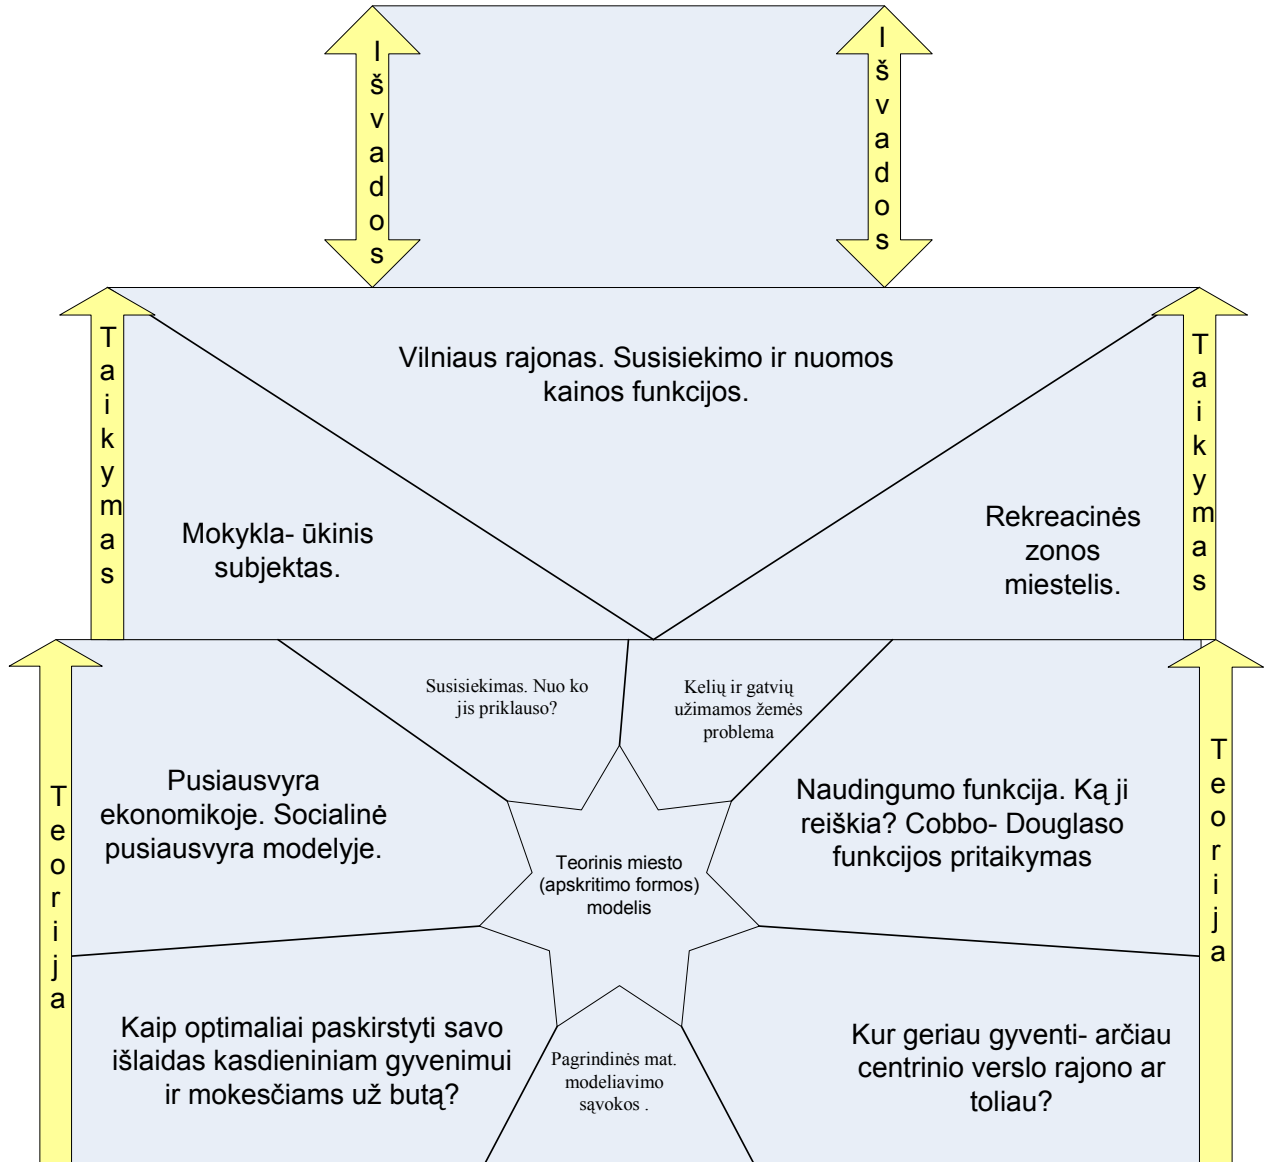 Išvados
Išvados
Taikymas
Taikymas
Vilniaus rajonas. Susisiekimo ir nuomos
kainos funkcijos.
Mokykla- ūkinis
subjektas.
Rekreacinės
zonos
miestelis.
Teorija
Teorija
Susisiekimas. Nuo ko
jis priklauso?
Kelių ir gatvių
užimamos žemės
problema
Pusiausvyra
ekonomikoje. Socialinė
pusiausvyra modelyje.
Naudingumo funkcija. Ką ji
reiškia? Cobbo- Douglaso
funkcijos pritaikymas
Teorinis miesto
(apskritimo formos)
modelis
Kaip optimaliai paskirstyti savo
išlaidas kasdieniniam gyvenimui
ir mokesčiams už butą?
Pagrindinės mat.
modeliavimo
sąvokos .
Kur geriau gyventi- arčiau
centrinio verslo rajono ar
toliau?